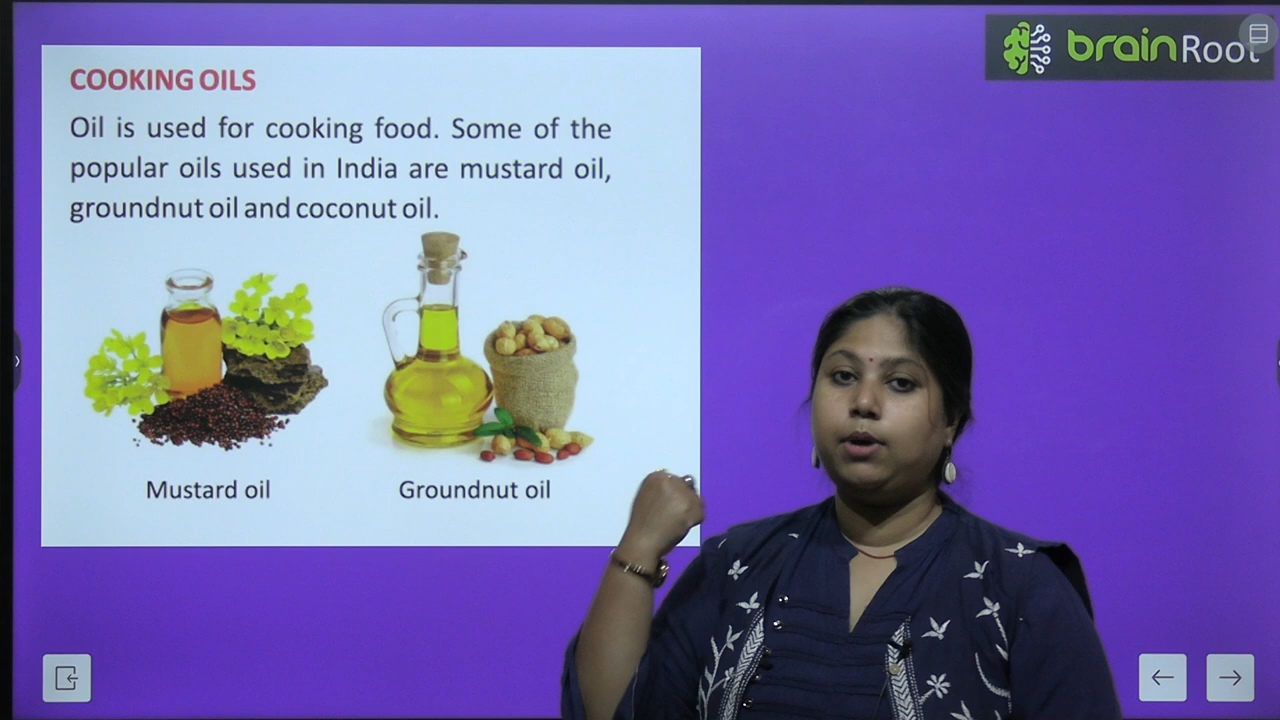 brainRoot
COOKING OILS
Oil is used for cooking food. Some of the
popular oils used in India are mustard oil,
groundnut oil and coconut oil.
Mustard oil
Groundnut oil